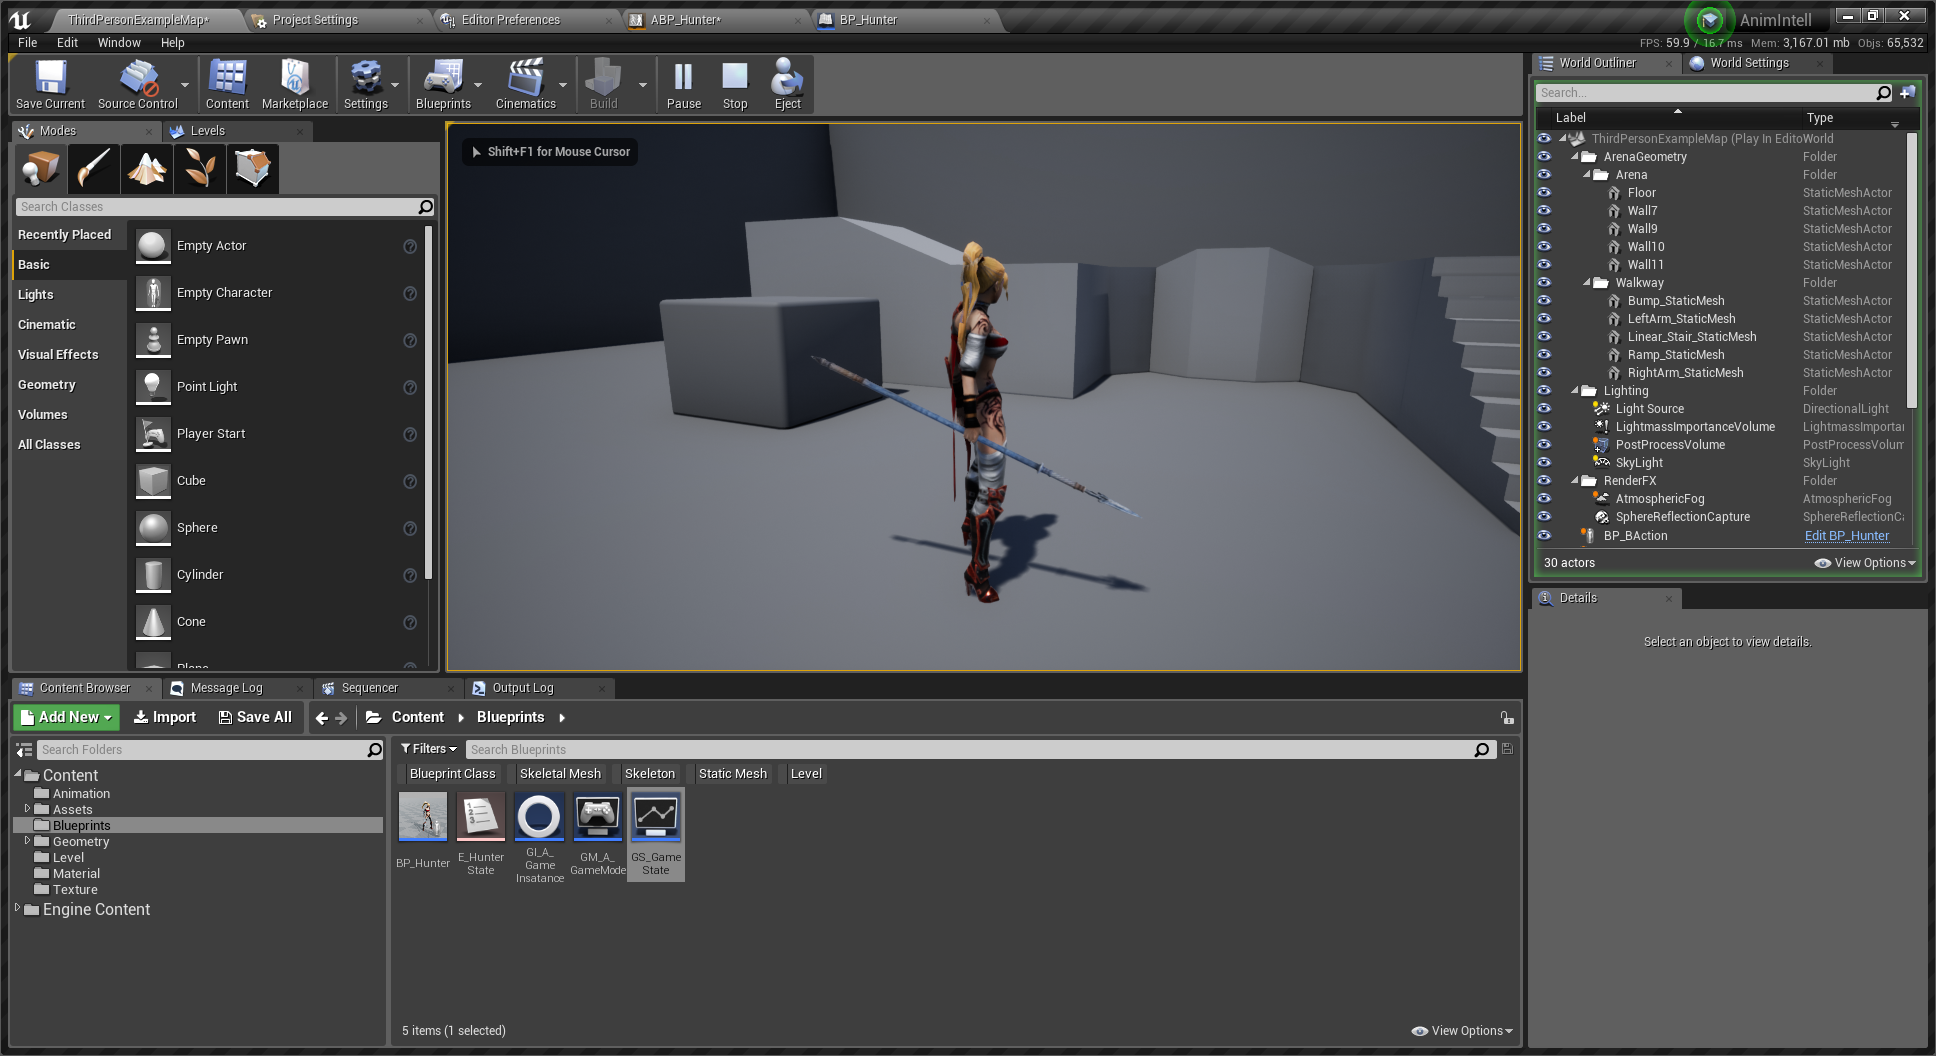 ThirdPersonExampleMap*
Project Settings
Editor Preferences
ABP_Hunter*
BP_Hunter
AnimIntell
File Edit Window Help
FPS: 59.9 / 16.7 ms Mem: 3,167.01 mb Objs: 65,532
Save Current
Source Control
Content
Marketplace
Settings
Blueprints
Cinematics
Build
Pause
Stop
Eject
Modes
Levels
Search Classes
Recently Placed
Basic
Lights
Cinematic
Visual Effects
Geometry
Volumes
All Classes
Empty Actor
Empty Character
Empty Pawn
Point Light
Player Start
Cube
Sphere
Cylinder
Cone
Plane
Shift+F1 for Mouse Cursor
World Outliner
World Settings
Search...
Label Type
ThirdPersonExampleMap (Play In Edito World
ArenaGeometry Folder
Arena Folder
Floor StaticMeshActor
Wall7 StaticMeshActor
Wall9 StaticMeshActor
Wall10 StaticMeshActor
Wall11 StaticMeshActor
Walkway Folder
Bump_StaticMesh StaticMeshActor
LeftArm_StaticMesh StaticMeshActor
Linear_Stair_StaticMesh StaticMeshActor
Ramp_StaticMesh StaticMeshActor
RightArm_StaticMesh StaticMeshActor
Lighting Folder
Light Source DirectionalLight
LightmassImportanceVolume LightmassImportan
PostProcessVolume PostProcessVolum
SkyLight SkyLight
RenderFX Folder
AtmosphericFog AtmosphericFog
SphereReflectionCapture SphereReflectionCa
BP_BAction Edit BP_Hunter
30 actors
View Options
Details
Select an object to view details.
Content Browser
Message Log
Sequencer
Output Log
Add New
Import
Save All
Content
Blueprints
Search Folders
Content
Animation
Assets
Blueprints
Geometry
Level
Material
Texture
Engine Content
Filters
Search Blueprints
Blueprint Class
Skeletal Mesh
Skeleton
Static Mesh
Level
BP_Hunter
E_Hunter
State
GI_A_
Game
Insatance
GM_A_
GameMode
GS_Game
State
5 items (1 selected)
View Options